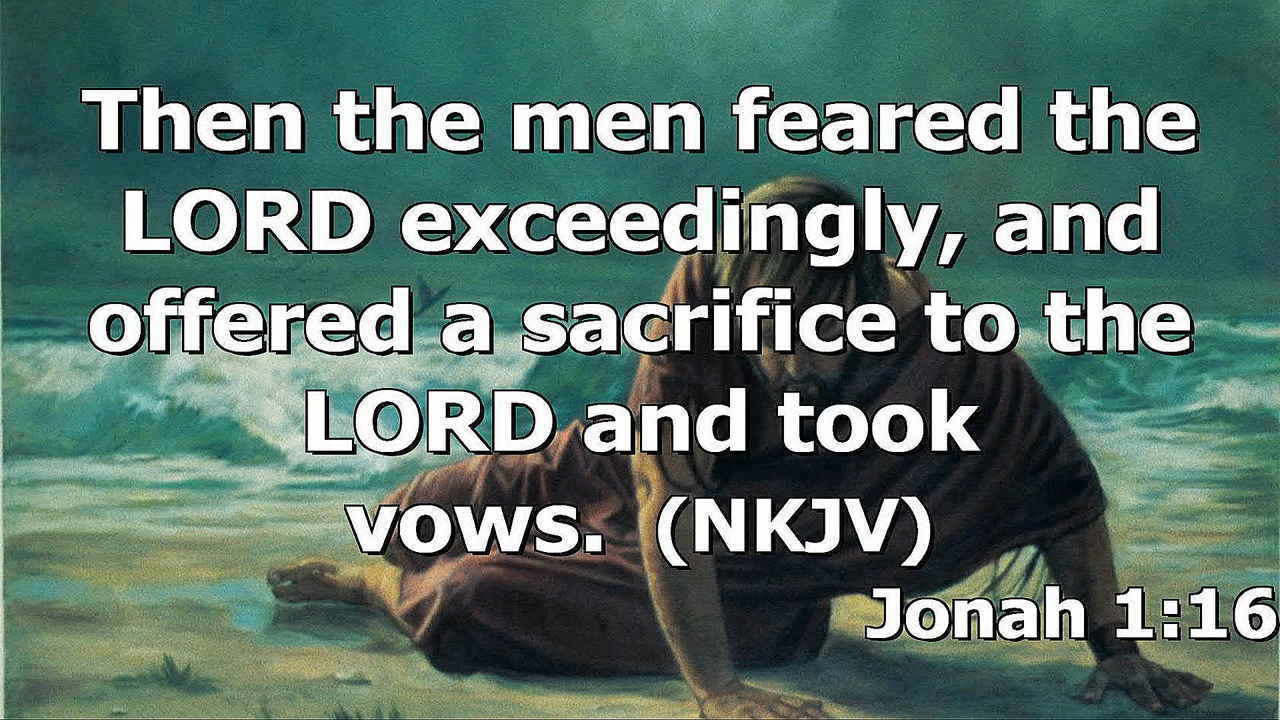 Then the men feared the
LORD exceedingly, and
offered a sacrifice to the
LORD and took
vows.  (NKJV)
Jonah 1:16